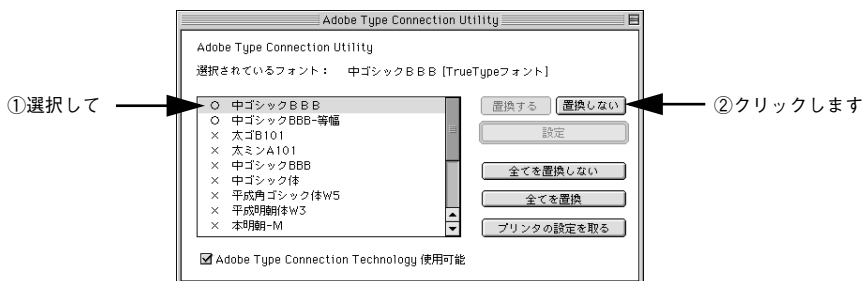 Adobe Type Connection Utility
Adobe Type Connection Utility
選択されているフォント： 中ゴシックＢＢＢ [TrueTypeフォント]
①選択して
○ 中ゴシックＢＢＢ
○ 中ゴシックBBB-等幅
× 太ゴB101
× 太ミンA101
× 中ゴシックBBB
× 中ゴシック体
× 平成角ゴシック体W5
× 平成明朝体W3
× 本明朝-M
置換する 置換しない
②クリックします
設定
全てを置換しない
全てを置換
プリンタの設定を取る
Adobe Type Connection Technology 使用可能